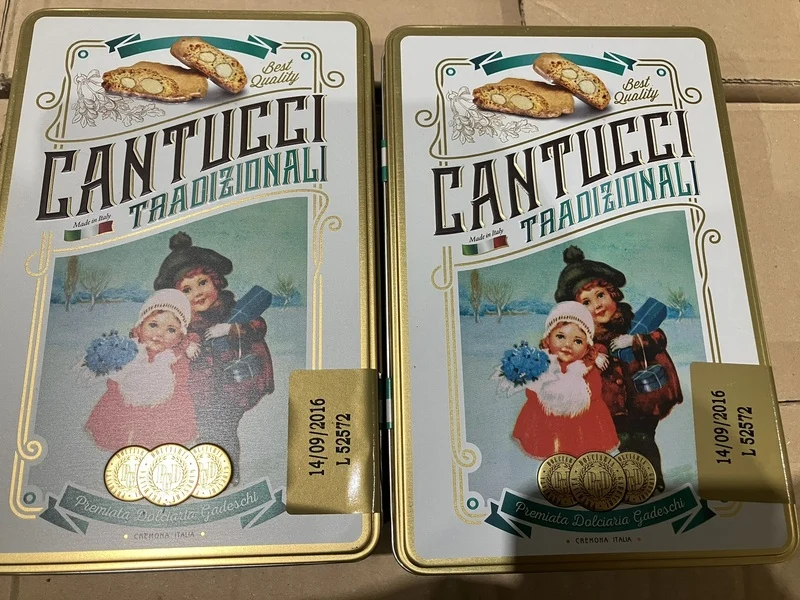 Best
Quality
CANTUCCI
TRADIZIONALI
Made in Italy
14/09/2016
L 52572
Premiata Dolciaria Gadeschi
CREMONA ITALIA
Best
Quality
CANTUCCI
TRADIZIONALI
Made in Italy
14/09/2016
L 52572
Premiata Dolciaria Gadeschi
CREMONA ITALIA